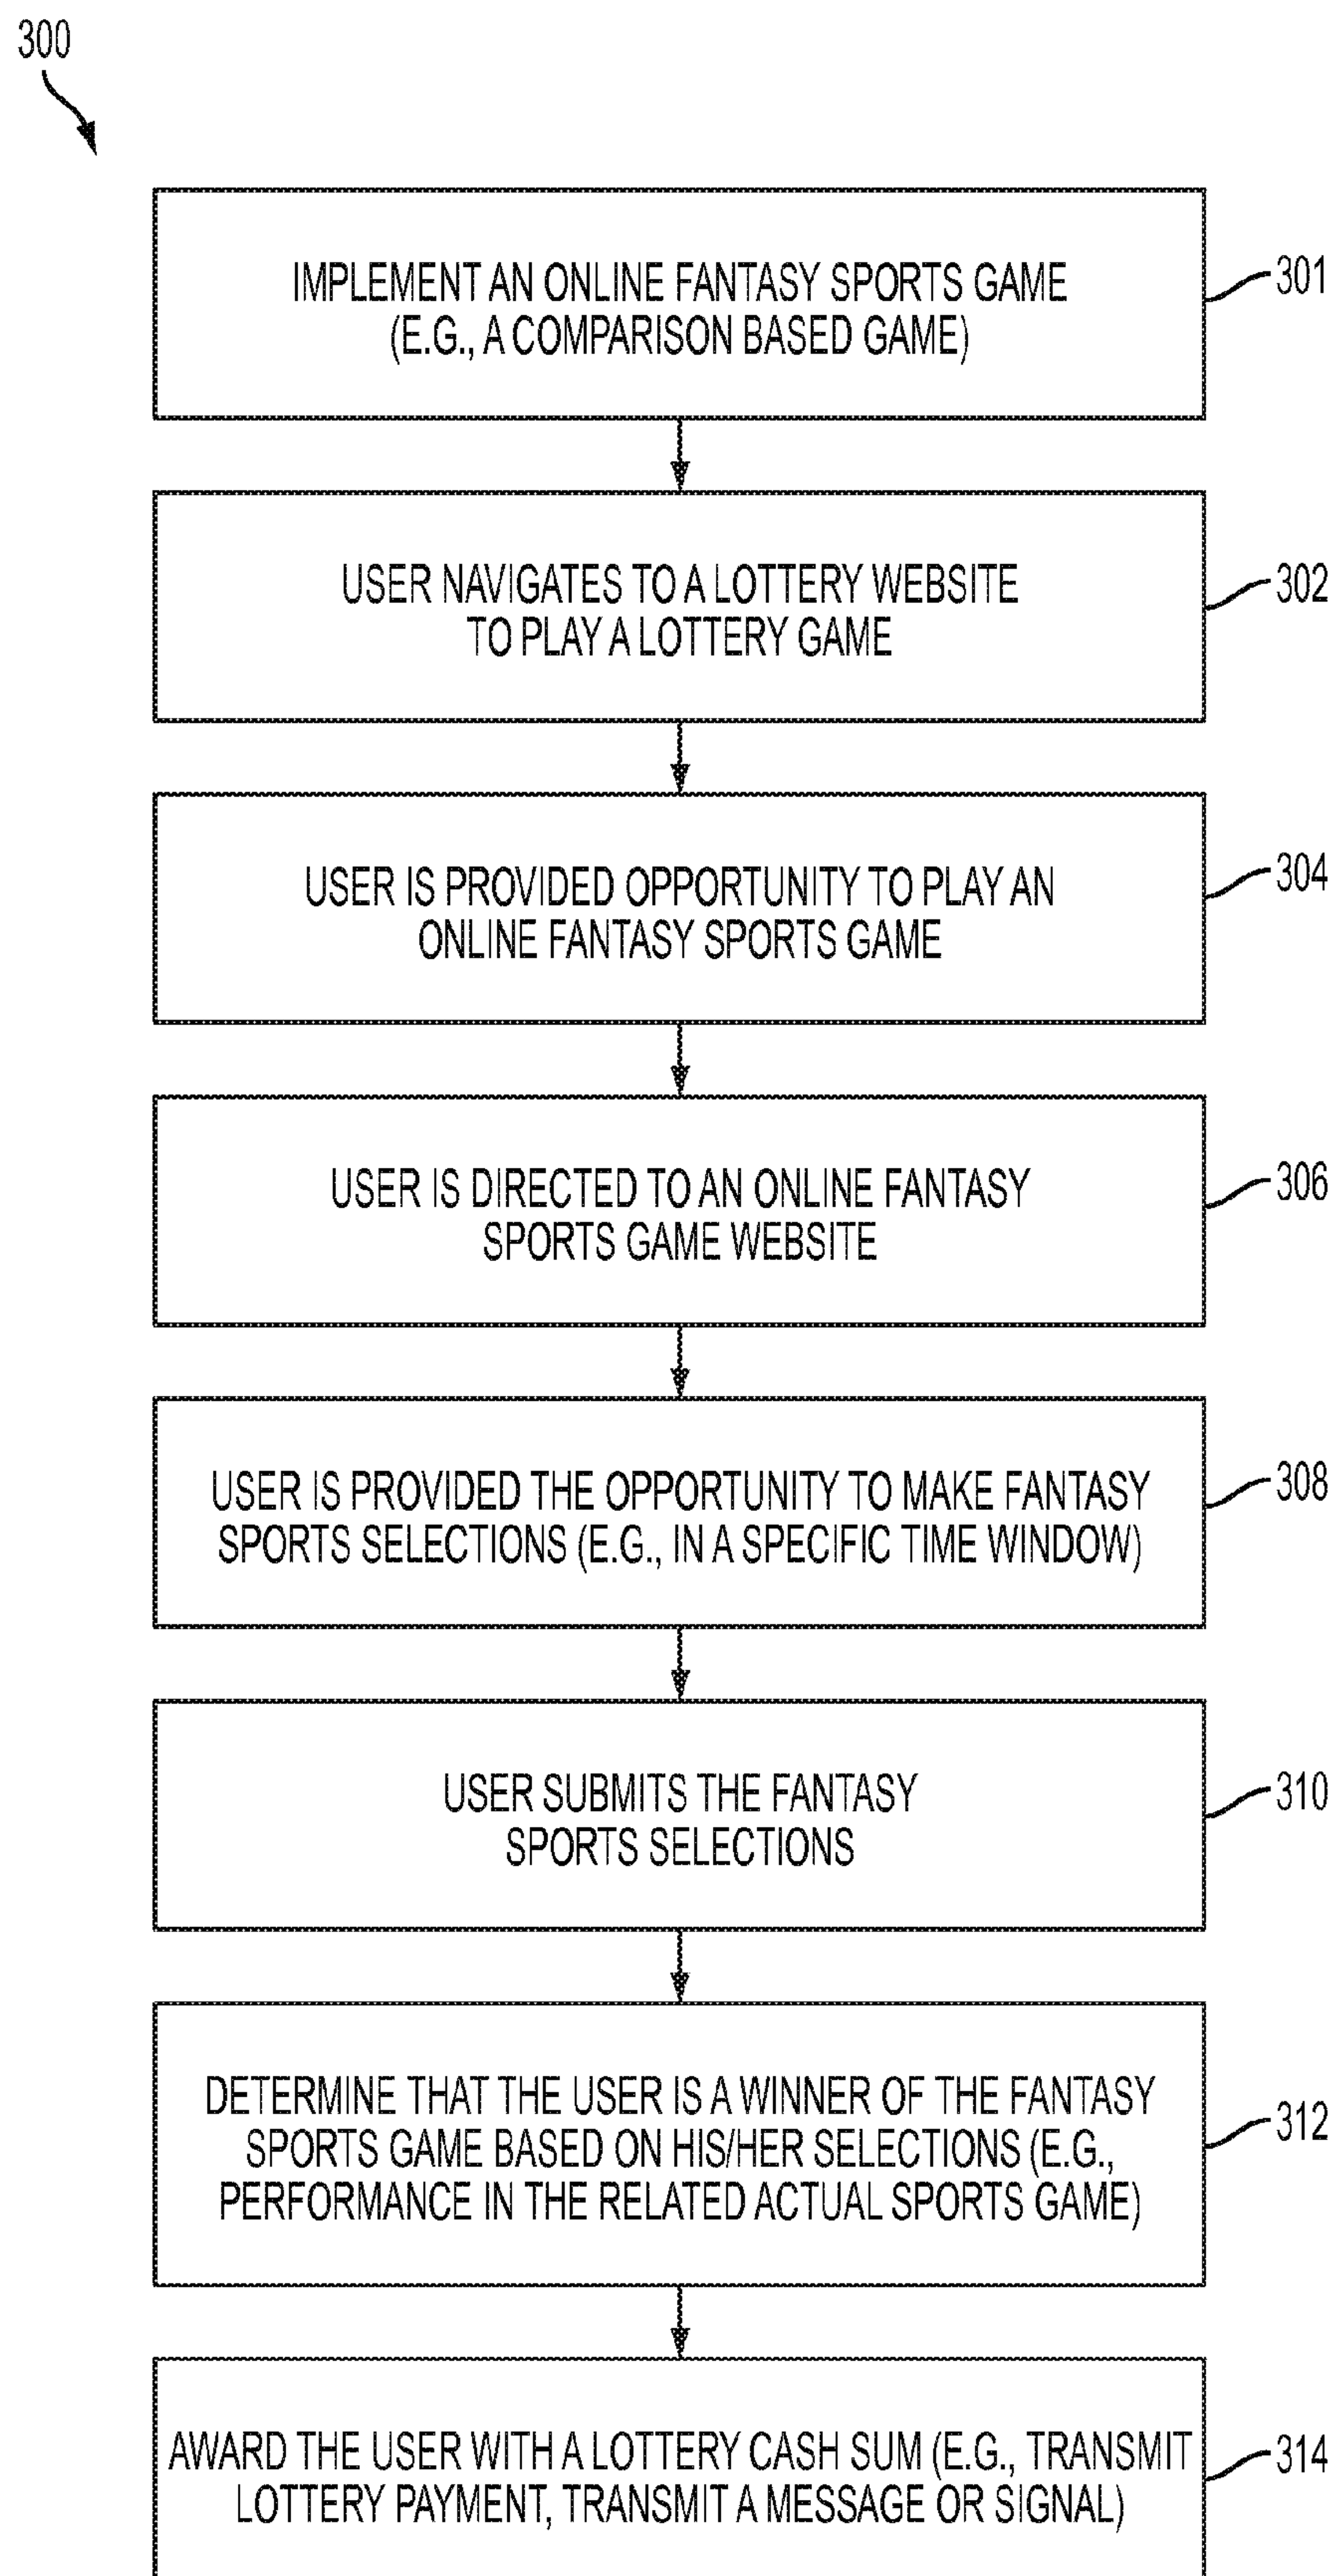 300
IMPLEMENT AN ONLINE FANTASY SPORTS GAME
(E.G., A COMPARISON BASED GAME)
301
USER NAVIGATES TO A LOTTERY WEBSITE
TO PLAY A LOTTERY GAME
302
USER IS PROVIDED OPPORTUNITY TO PLAY AN
ONLINE FANTASY SPORTS GAME
304
USER IS DIRECTED TO AN ONLINE FANTASY
SPORTS GAME WEBSITE
306
USER IS PROVIDED THE OPPORTUNITY TO MAKE FANTASY
SPORTS SELECTIONS (E.G., IN A SPECIFIC TIME WINDOW)
308
USER SUBMITS THE FANTASY
SPORTS SELECTIONS
310
DETERMINE THAT THE USER IS A WINNER OF THE FANTASY
SPORTS GAME BASED ON HIS/HER SELECTIONS (E.G.,
PERFORMANCE IN THE RELATED ACTUAL SPORTS GAME)
312
AWARD THE USER WITH A LOTTERY CASH SUM (E.G., TRANSMIT
LOTTERY PAYMENT, TRANSMIT A MESSAGE OR SIGNAL)
314